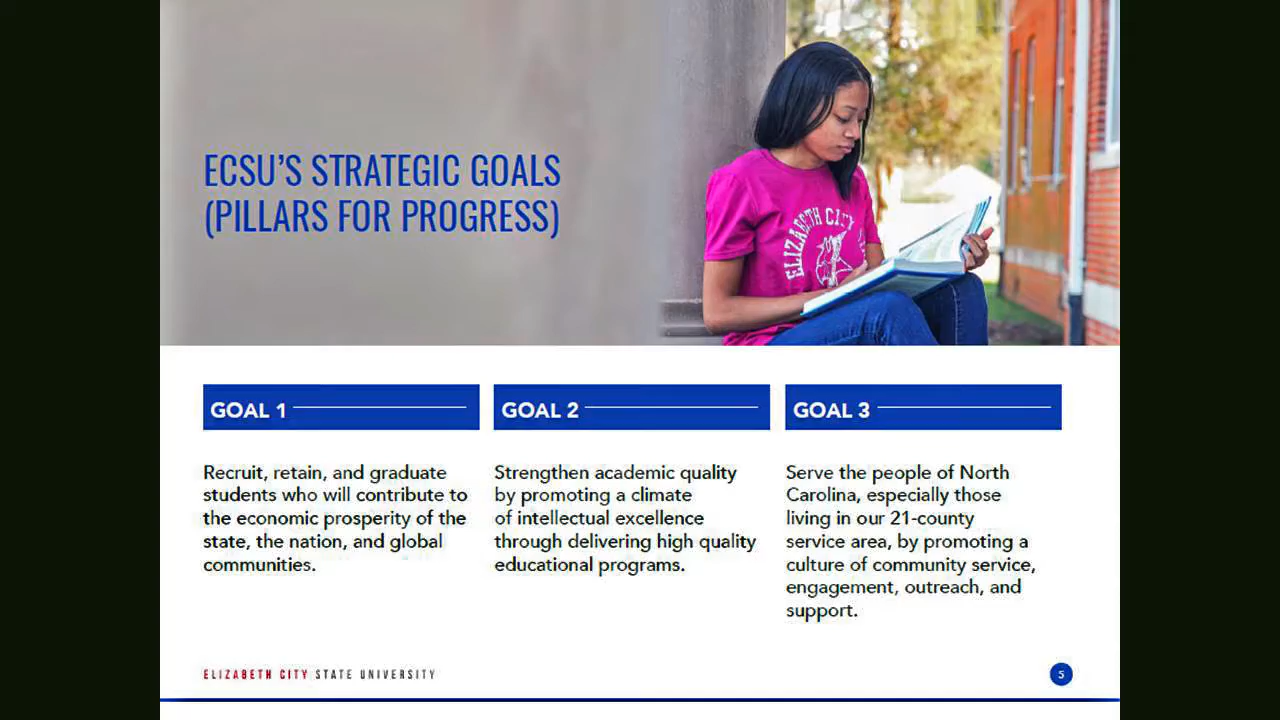 ECSU'S STRATEGIC GOALS
(PILLARS FOR PROGRESS)
ELIZABETH CITY
GOAL 1
Recruit, retain, and graduate
students who will contribute to
the economic prosperity of the
state, the nation, and global
communities.
GOAL 2
Strengthen academic quality
by promoting a climate
of intellectual excellence
through delivering high quality
educational programs.
GOAL 3
Serve the people of North
Carolina, especially those
living in our 21-county
service area, by promoting a
culture of community service,
engagement, outreach, and
support.
ELIZABETH CITY STATE UNIVERSITY
5